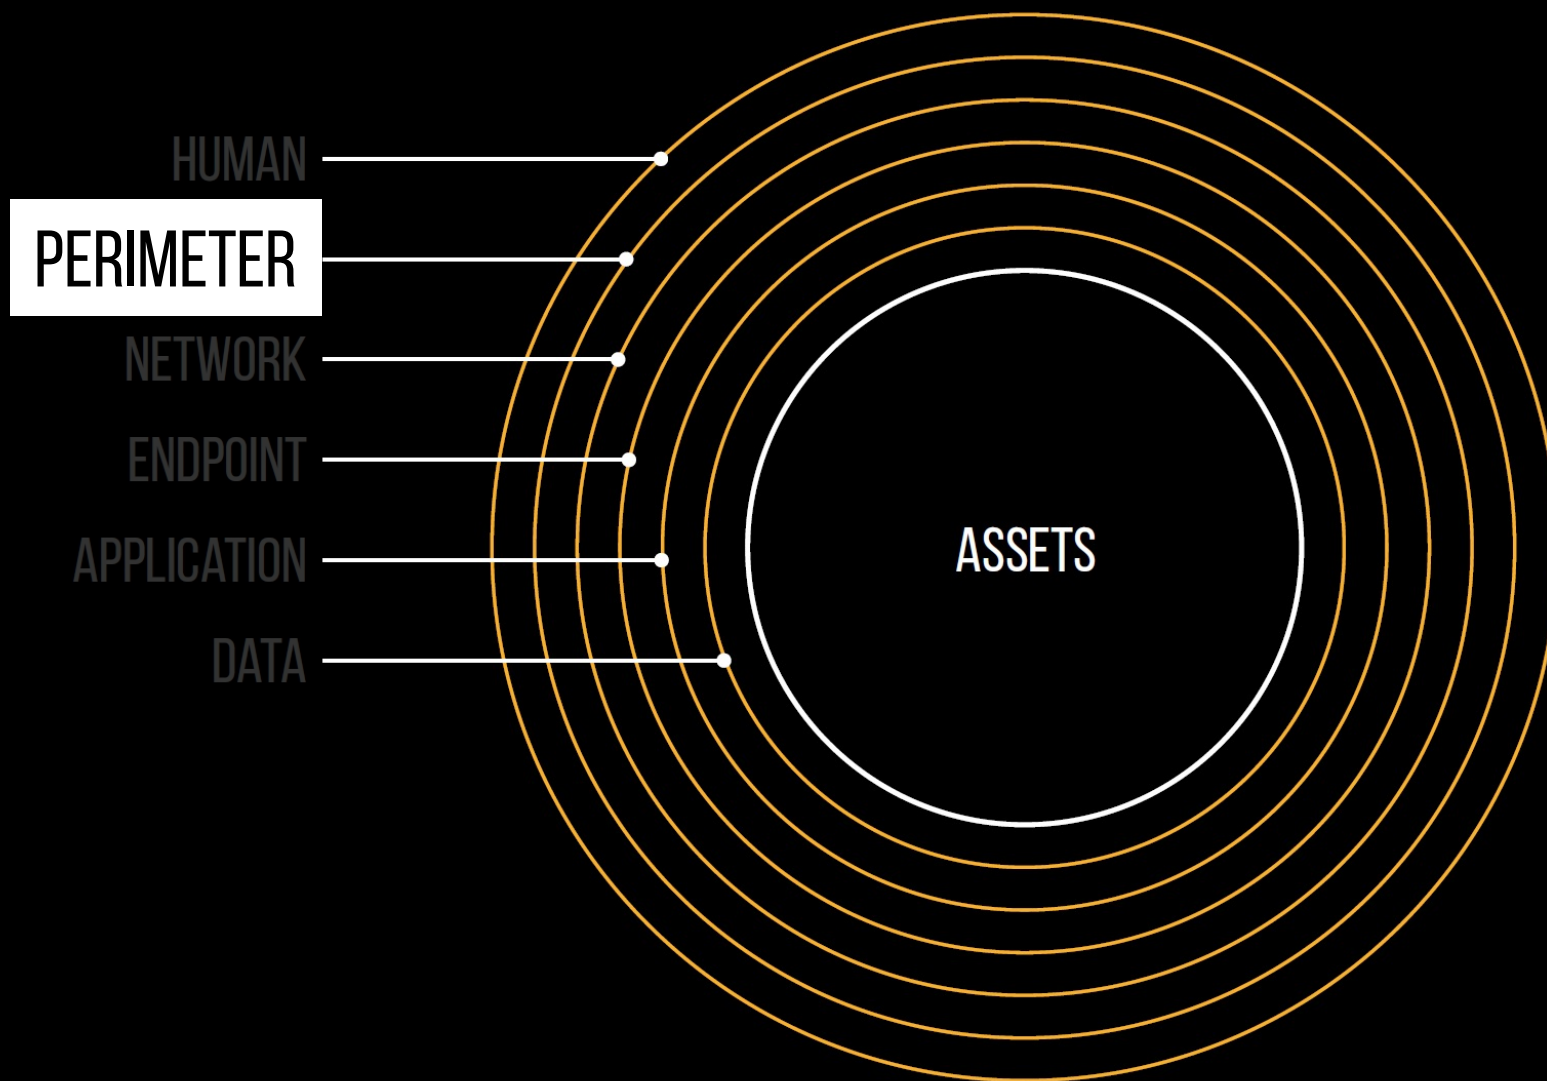 HUMAN
PERIMETER
NETWORK
ENDPOINT
APPLICATION
DATA
ASSETS